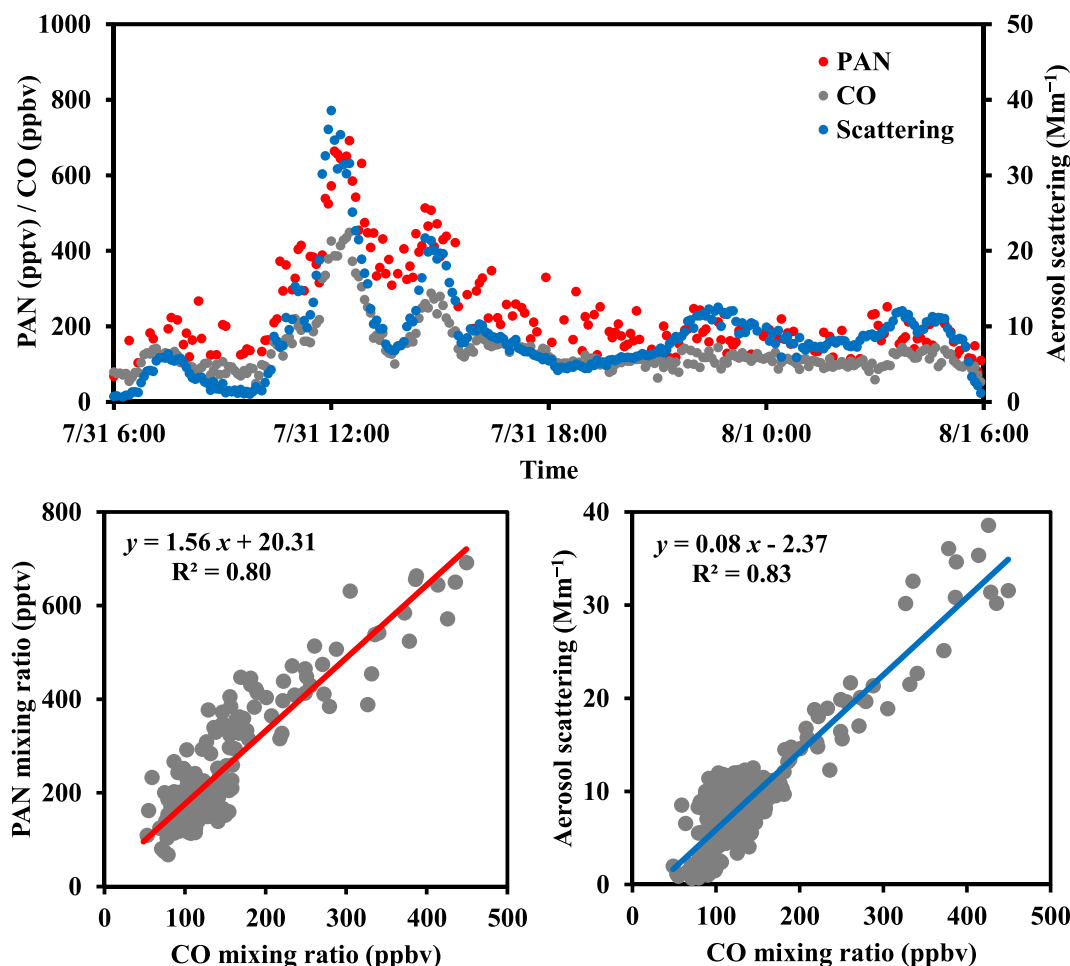 1000
800
600
400
200
0
PAN (pptv) / CO (ppbv)
50
40
30
20
10
0
Aerosol scattering (Mm⁻¹)
PAN
CO
Scattering
7/31 6:00 7/31 12:00 7/31 18:00 8/1 0:00 8/1 6:00
Time
800
600
400
200
0
PAN mixing ratio (pptv)
y = 1.56 x + 20.31
R² = 0.80
0 100 200 300 400 500
CO mixing ratio (ppbv)
40
30
20
10
0
Aerosol scattering (Mm⁻¹)
y = 0.08 x - 2.37
R² = 0.83
0 100 200 300 400 500
CO mixing ratio (ppbv)